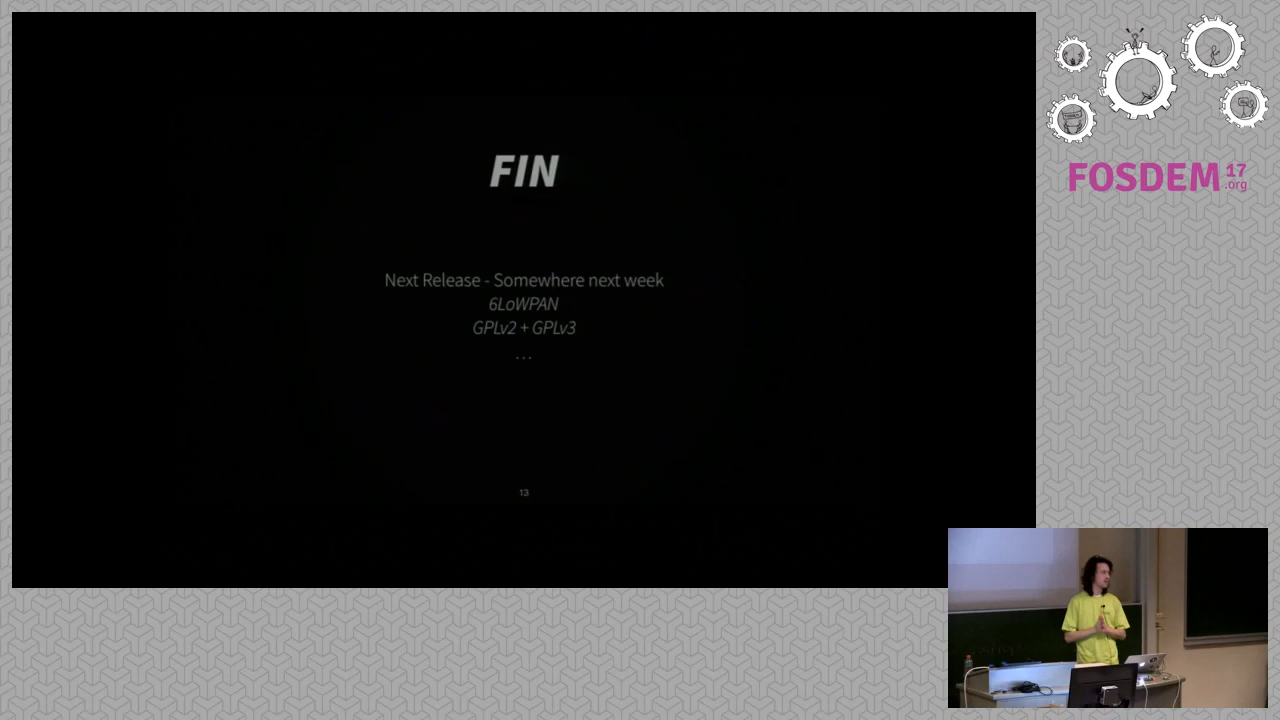 FIN
Next Release - Somewhere next week
6LoWPAN
GPLv2 + GPLv3
...
13
FOSDEM 17
.org